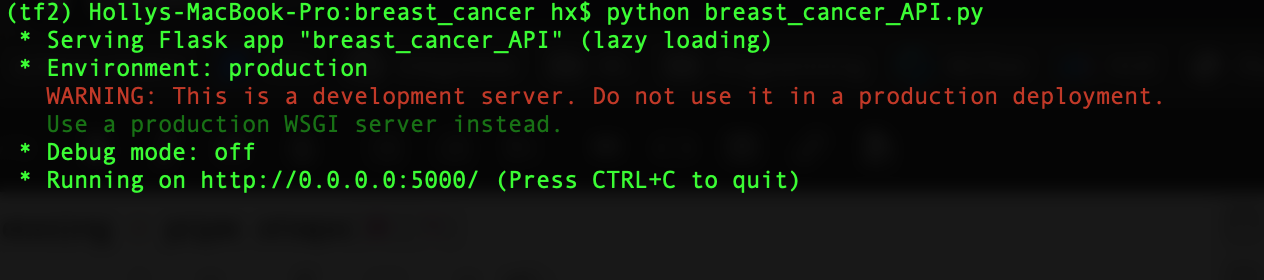 (tf2) Hollys-MacBook-Pro:breast_cancer hx$ python breast_cancer_API.py
 * Serving Flask app "breast_cancer_API" (lazy loading)
 * Environment: production
   WARNING: This is a development server. Do not use it in a production deployment.
   Use a production WSGI server instead.
 * Debug mode: off
 * Running on http://0.0.0.0:5000/ (Press CTRL+C to quit)